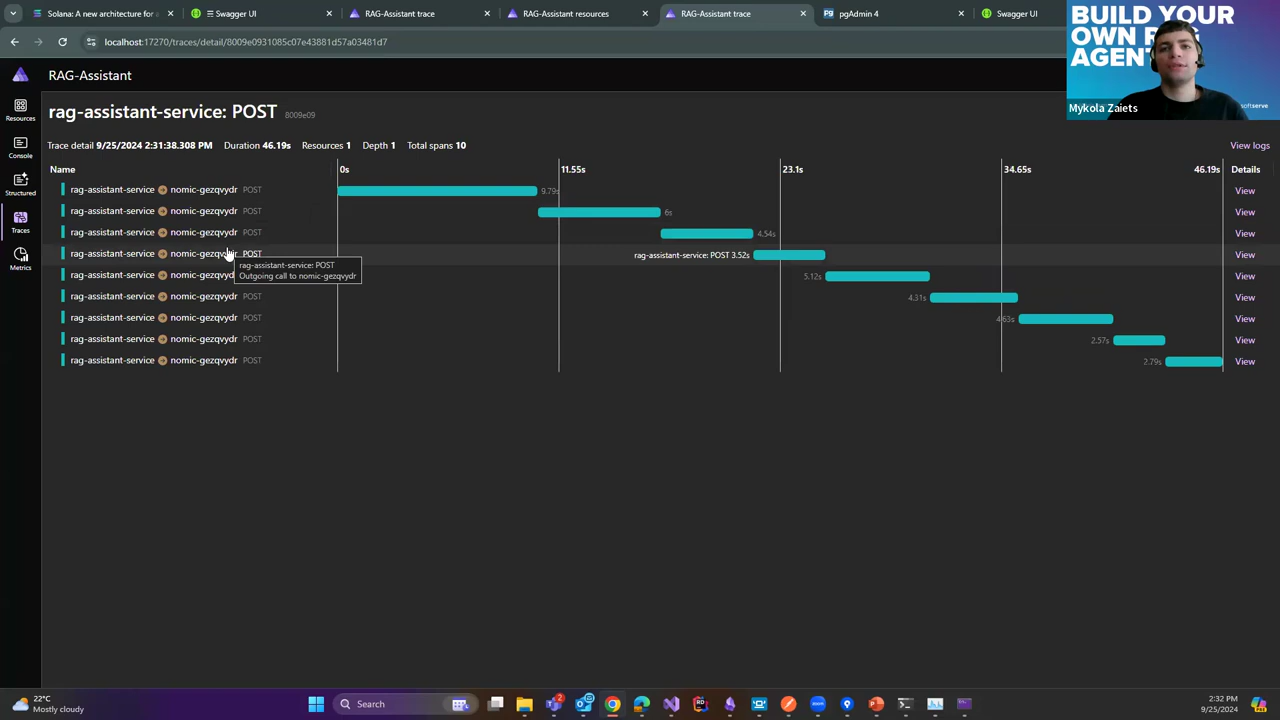 Solana: A new architecture for a
Swagger UI
RAG-Assistant trace
RAG-Assistant resources
RAG-Assistant trace
pgAdmin 4
Swagger UI
localhost:17270/traces/detail/8009e0931085c07e43881d57a03481d7
BUILD YOUR
OWN
AGENT
Mykola Zaiets
softserve
RAG-Assistant
Resources
Console
Structured
Traces
Metrics
rag-assistant-service: POST 8009e09
Trace detail 9/25/2024 2:31:38.308 PM Duration 46.19s Resources 1 Depth 1 Total spans 10 View logs
Name 0s 11.55s 23.1s 34.65s 46.19s Details
rag-assistant-service nomic-gezqvydr POST 9.79s View
rag-assistant-service nomic-gezqvydr POST 6s View
rag-assistant-service nomic-gezqvydr POST 4.54s View
rag-assistant-service nomic-gezqvydr POST rag-assistant-service: POST 3.52s View
rag-assistant-service: POST
Outgoing call to nomic-gezqvydr
rag-assistant-service nomic-gezqvyd 5.12s View
rag-assistant-service nomic-gezqvydr POST 4.31s View
rag-assistant-service nomic-gezqvydr POST 4.63s View
rag-assistant-service nomic-gezqvydr POST 2.57s View
rag-assistant-service nomic-gezqvydr POST 2.79s View
22°C
Mostly cloudy
Search
2:32 PM
9/25/2024